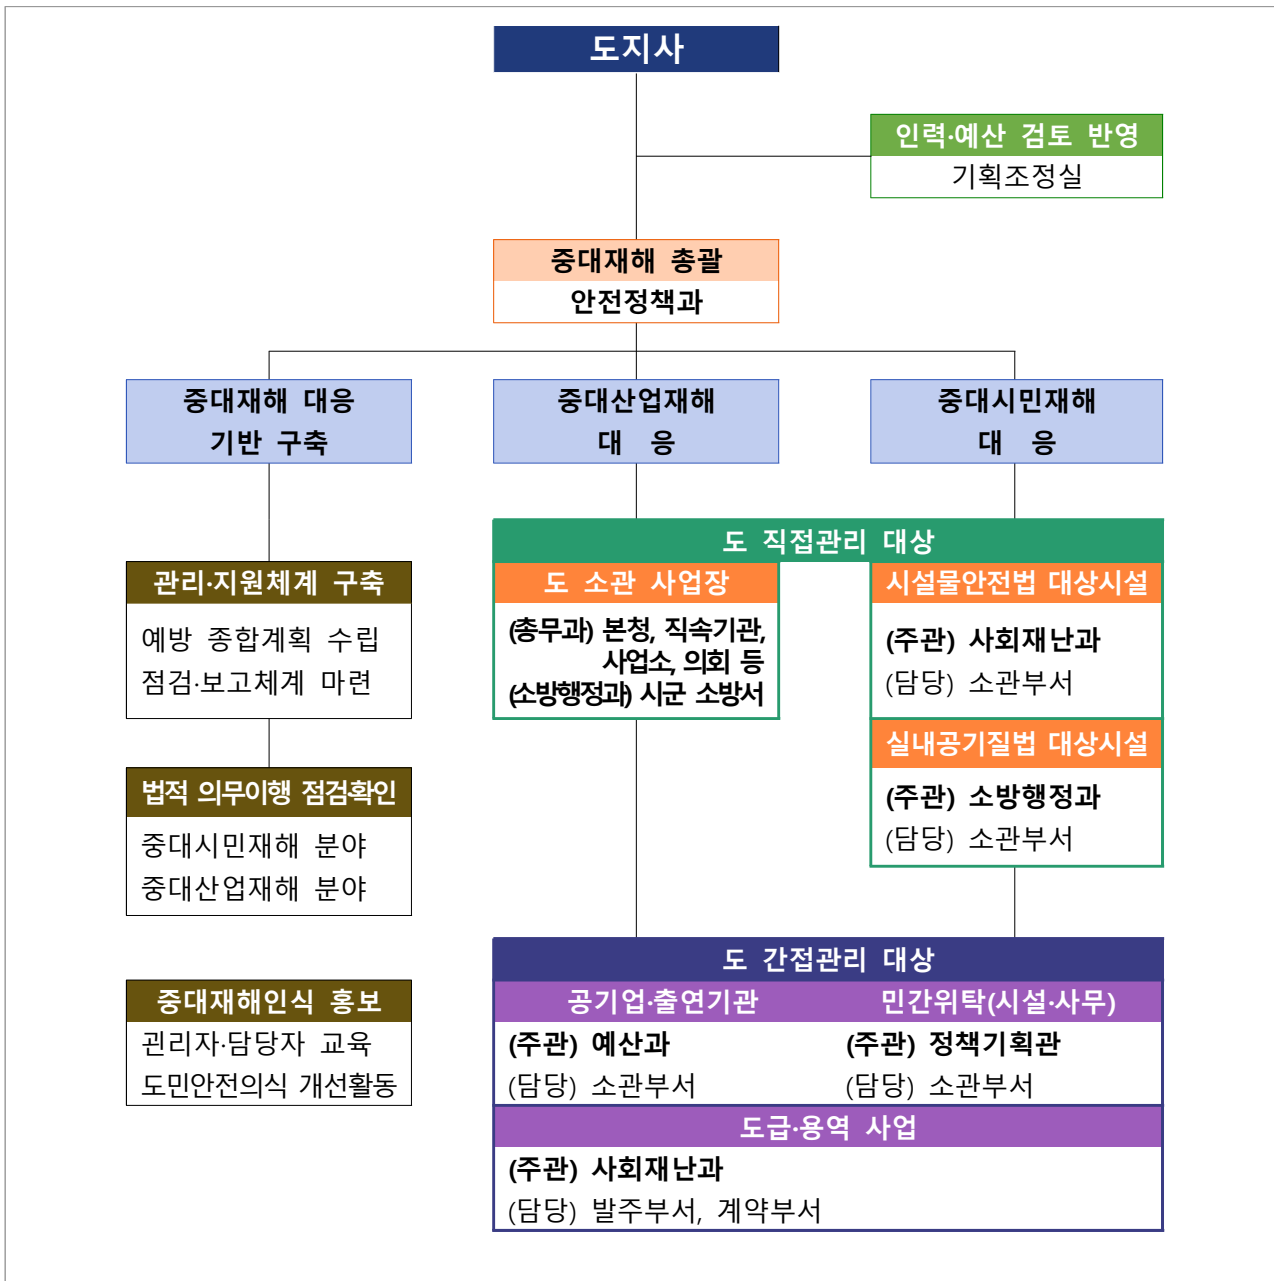 도지사
인력·예산 검토 반영
기획조정실
중대재해 총괄
안전정책과
중대재해 대응
기반 구축
중대산업재해
대 응
중대시민재해
대 응
관리·지원체계 구축
예방 종합계획 수립
점검·보고체계 마련
법적 의무이행 점검·확인
중대시민재해 분야
중대산업재해 분야
중대재해인식 홍보
괸리자·담당자 교육
도민안전의식 개선활동
도 직접관리 대상
도 소관 사업장
(총무과) 본청, 직속기관,
사업소, 의회 등
(소방행정과) 시군 소방서
시설물안전법 대상시설
(주관) 사회재난과
(담당) 소관부서
실내공기질법 대상시설
(주관) 소방행정과
(담당) 소관부서
도 간접관리 대상
공기업·출연기관
(주관) 예산과
(담당) 소관부서
민간위탁(시설·사무)
(주관) 정책기획관
(담당) 소관부서
도급·용역 사업
(주관) 사회재난과
(담당) 발주부서, 계약부서